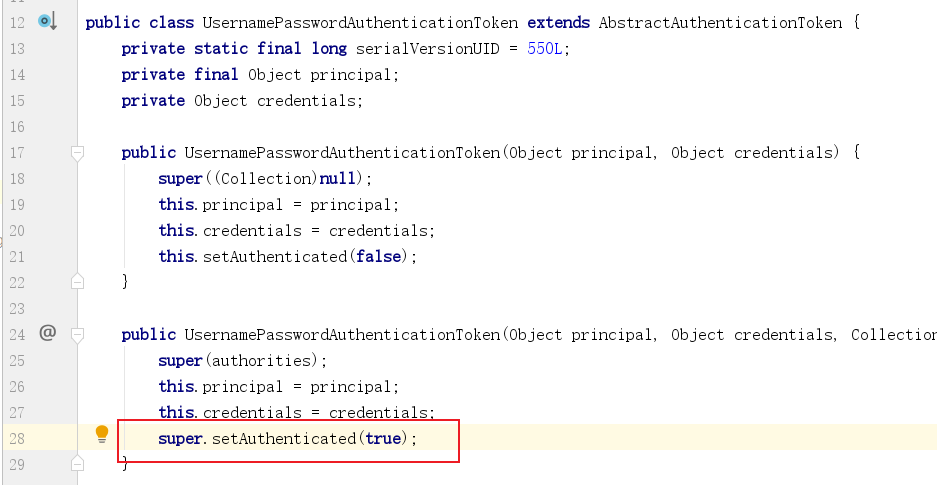 12 public class UsernamePasswordAuthenticationToken extends AbstractAuthenticationToken {
13 private static final long serialVersionUID = 550L;
14 private final Object principal;
15 private Object credentials;
16
17 public UsernamePasswordAuthenticationToken(Object principal, Object credentials) {
18 super((Collection)null);
19 this.principal = principal;
20 this.credentials = credentials;
21 this.setAuthenticated(false);
22 }
23
24 @ public UsernamePasswordAuthenticationToken(Object principal, Object credentials, Collection
25 super(authorities);
26 this.principal = principal;
27 this.credentials = credentials;
28 super.setAuthenticated(true);
29 }